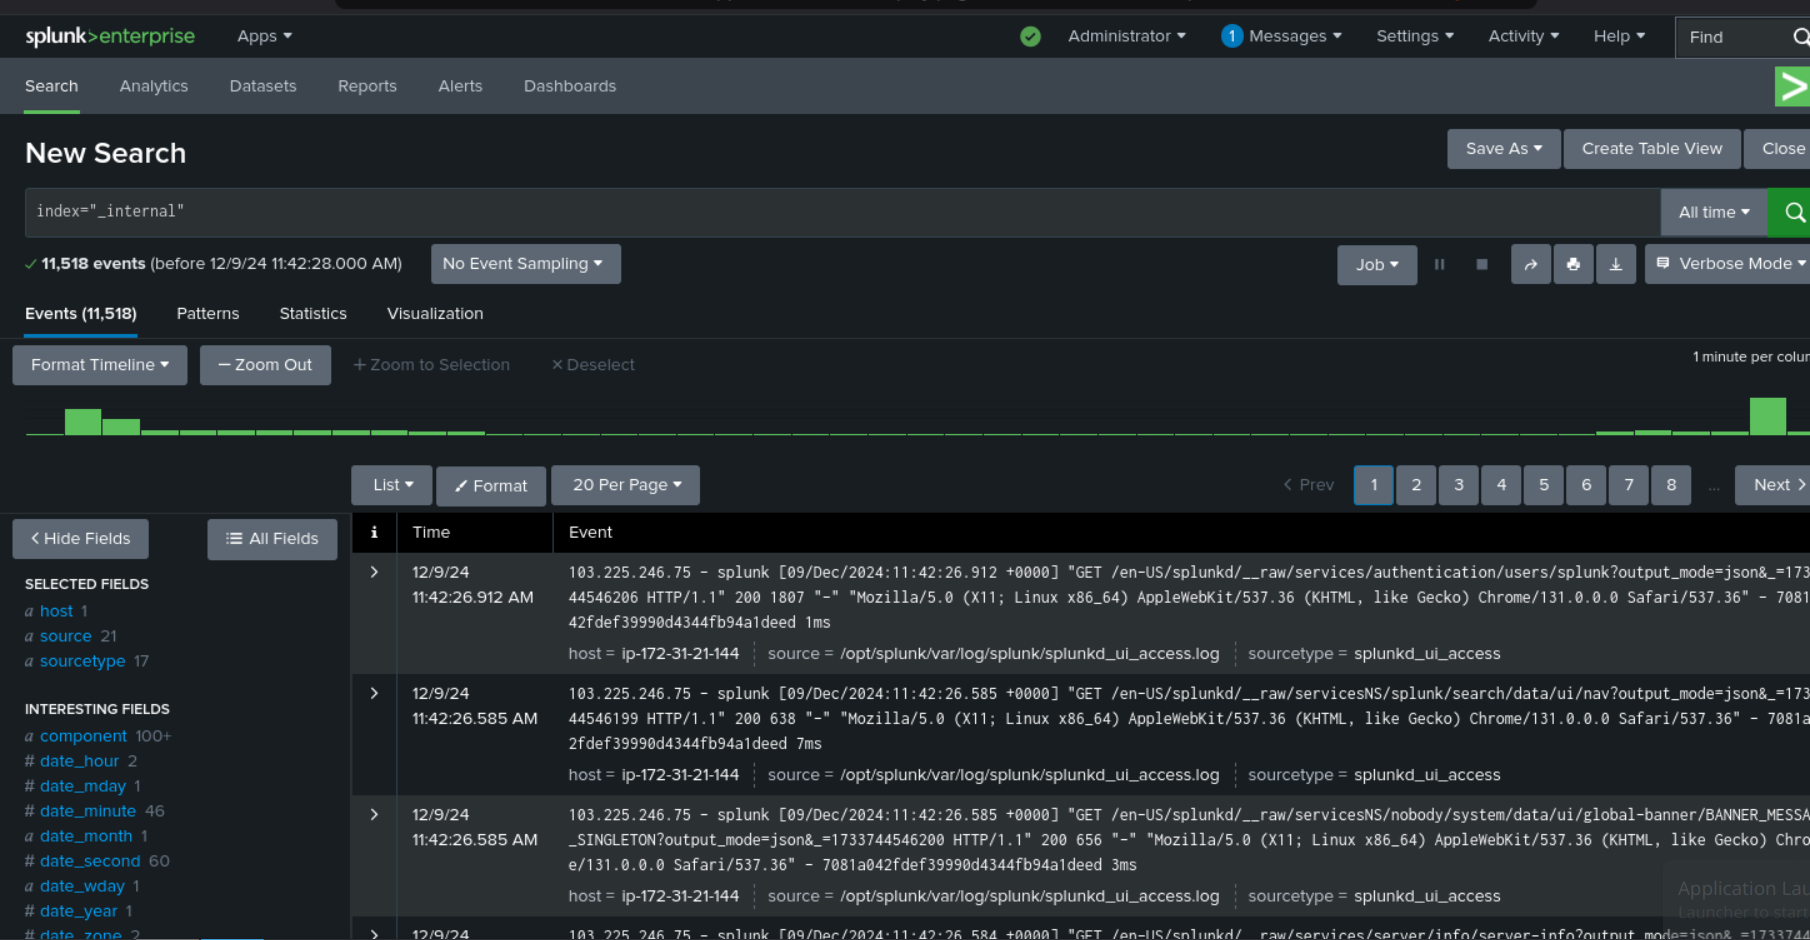 splunk>enterprise Apps Administrator 1 Messages Settings Activity Help Find
Search Analytics Datasets Reports Alerts Dashboards
New Search
Save As Create Table View Close
index="_internal"
All time
11,518 events (before 12/9/24 11:42:28.000 AM) No Event Sampling Job Verbose Mode
Events (11,518) Patterns Statistics Visualization
Format Timeline — Zoom Out + Zoom to Selection × Deselect
1 minute per colum
List Format 20 Per Page < Prev 1 2 3 4 5 6 7 8 ... Next >
< Hide Fields All Fields
SELECTED FIELDS
a host 1
a source 21
a sourcetype 17
INTERESTING FIELDS
a component 100+
# date_hour 2
# date_mday 1
# date_minute 46
a date_month 1
# date_second 60
a date_wday 1
# date_year 1
# date_zone 2
i Time Event
12/9/24
11:42:26.912 AM
103.225.246.75 - splunk [09/Dec/2024:11:42:26.912 +0000] "GET /en-US/splunkd/__raw/services/authentication/users/splunk?output_mode=json&_=173
44546206 HTTP/1.1" 200 1807 "-" "Mozilla/5.0 (X11; Linux x86_64) AppleWebKit/537.36 (KHTML, like Gecko) Chrome/131.0.0.0 Safari/537.36" - 7081
42fdef39990d4344fb94a1deed 1ms
host = ip-172-31-21-144 source = /opt/splunk/var/log/splunk/splunkd_ui_access.log sourcetype = splunkd_ui_access
12/9/24
11:42:26.585 AM
103.225.246.75 - splunk [09/Dec/2024:11:42:26.585 +0000] "GET /en-US/splunkd/__raw/servicesNS/splunk/search/data/ui/nav?output_mode=json&_=173
44546199 HTTP/1.1" 200 638 "-" "Mozilla/5.0 (X11; Linux x86_64) AppleWebKit/537.36 (KHTML, like Gecko) Chrome/131.0.0.0 Safari/537.36" - 7081a
2fdef39990d4344fb94a1deed 7ms
host = ip-172-31-21-144 source = /opt/splunk/var/log/splunk/splunkd_ui_access.log sourcetype = splunkd_ui_access
12/9/24
11:42:26.585 AM
103.225.246.75 - splunk [09/Dec/2024:11:42:26.585 +0000] "GET /en-US/splunkd/__raw/servicesNS/nobody/system/data/ui/global-banner/BANNER_MESSA
_SINGLETON?output_mode=json&_=1733744546200 HTTP/1.1" 200 656 "-" "Mozilla/5.0 (X11; Linux x86_64) AppleWebKit/537.36 (KHTML, like Gecko) Chro
e/131.0.0.0 Safari/537.36" - 7081a042fdef39990d4344fb94a1deed 3ms
host = ip-172-31-21-144 source = /opt/splunk/var/log/splunk/splunkd_ui_access.log sourcetype = splunkd_ui_access
12/9/24
103.225.246.75 - splunk [09/Dec/2024:11:42:26.584 +0000] "GET /en-US/splunkd/__raw/services/server/info/server-info?output_mode=json&_=1733744
Application Lau
Launcher to start